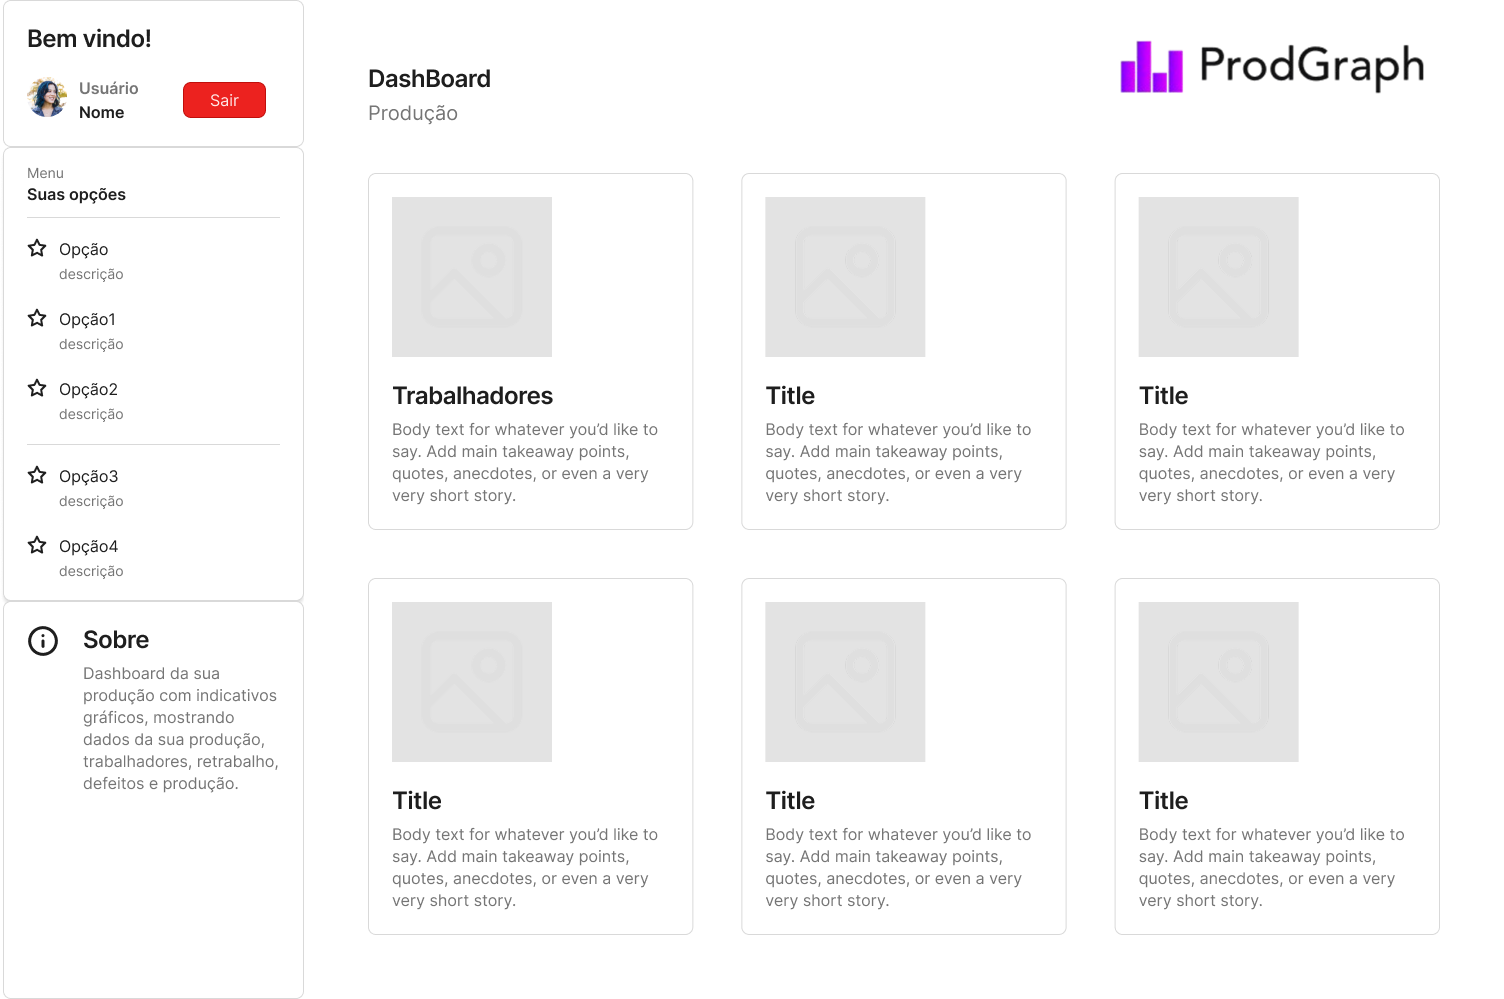 Bem vindo!
Usuário
Nome
Sair
Menu
Suas opções
Opção
descrição
Opção1
descrição
Opção2
descrição
Opção3
descrição
Opção4
descrição
Sobre
Dashboard da sua
produção com indicativos
gráficos, mostrando
dados da sua produção,
trabalhadores, retrabalho,
defeitos e produção.
DashBoard
Produção
ProdGraph
Trabalhadores
Body text for whatever you’d like to
say. Add main takeaway points,
quotes, anecdotes, or even a very
very short story.
Title
Body text for whatever you’d like to
say. Add main takeaway points,
quotes, anecdotes, or even a very
very short story.
Title
Body text for whatever you’d like to
say. Add main takeaway points,
quotes, anecdotes, or even a very
very short story.
Title
Body text for whatever you’d like to
say. Add main takeaway points,
quotes, anecdotes, or even a very
very short story.
Title
Body text for whatever you’d like to
say. Add main takeaway points,
quotes, anecdotes, or even a very
very short story.
Title
Body text for whatever you’d like to
say. Add main takeaway points,
quotes, anecdotes, or even a very
very short story.